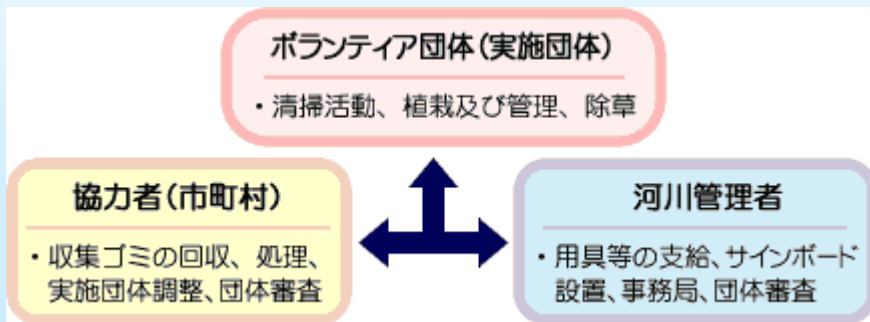 ボランティア団体(実施団体)
・清掃活動、植栽及び管理、除草
協力者(市町村)
・収集ゴミの回収、処理、
実施団体調整、団体審査
河川管理者
・用具等の支給、サインボード
設置、事務局、団体審査